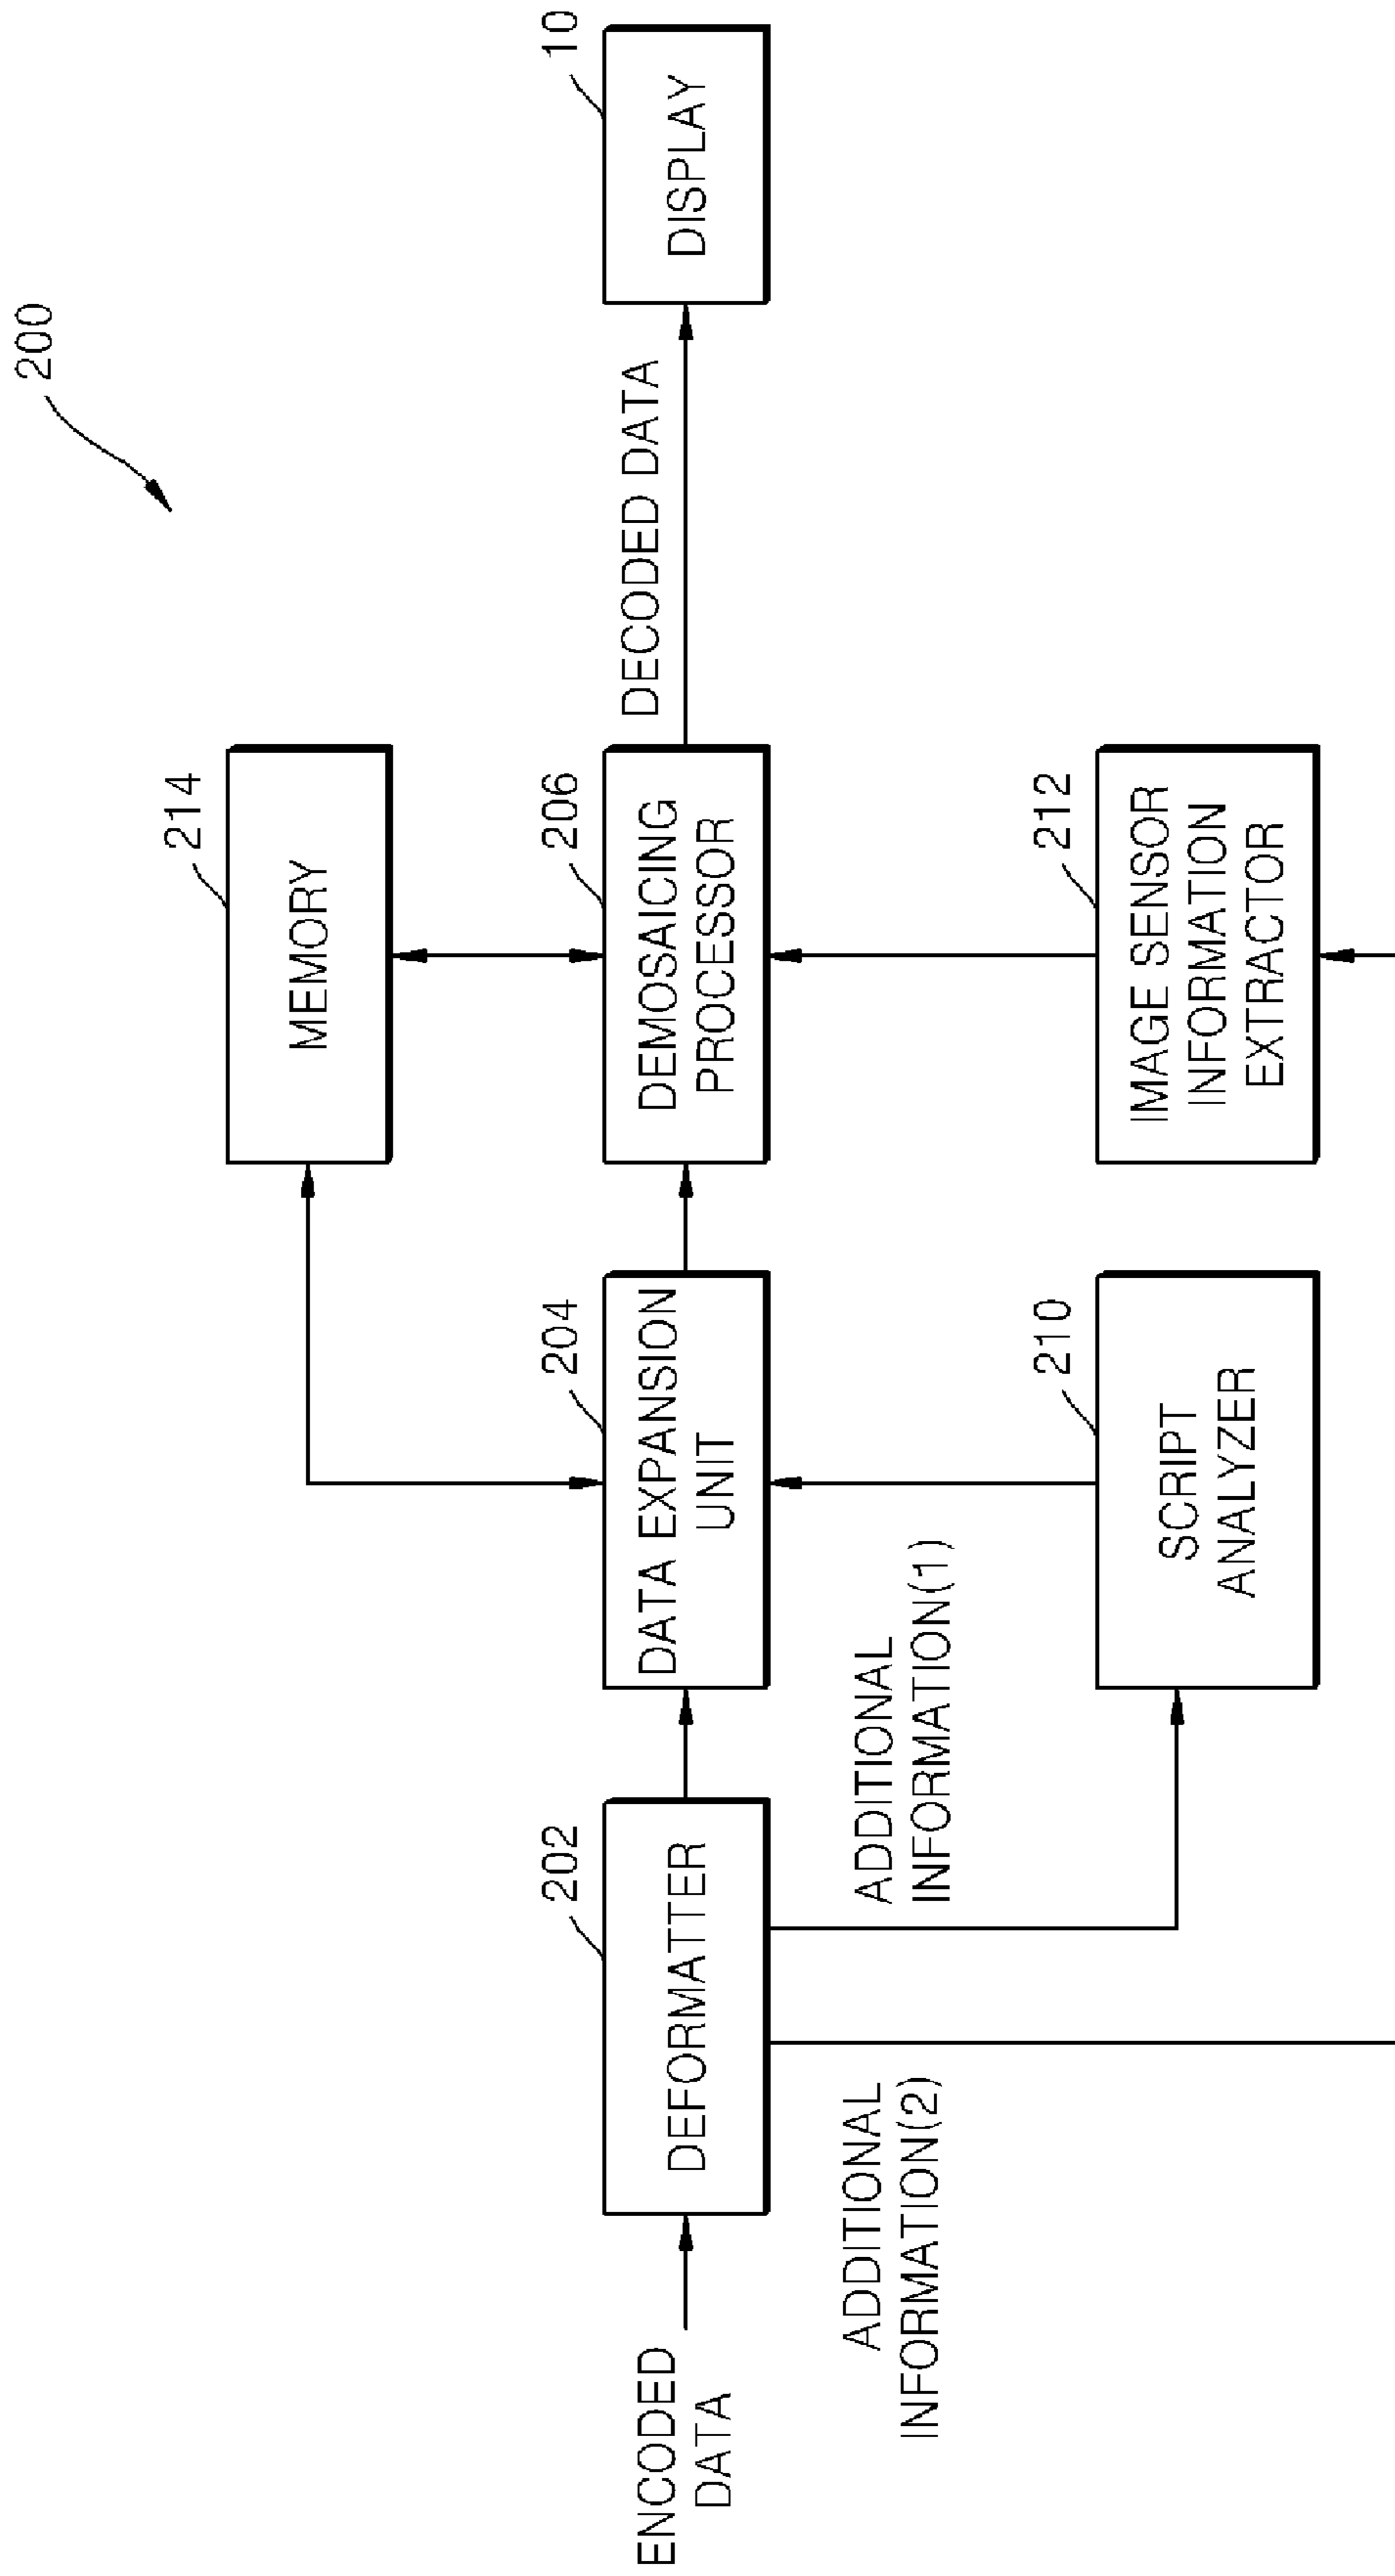 200
214
MEMORY
202
204
206
10
ENCODED
DATA
DEFORMATTER
DATA EXPANSION
UNIT
DEMOSAICING
PROCESSOR
DECODED DATA
DISPLAY
ADDITIONAL
INFORMATION(2)
ADDITIONAL
INFORMATION(1)
210
212
SCRIPT
ANALYZER
IMAGE SENSOR
INFORMATION
EXTRACTOR